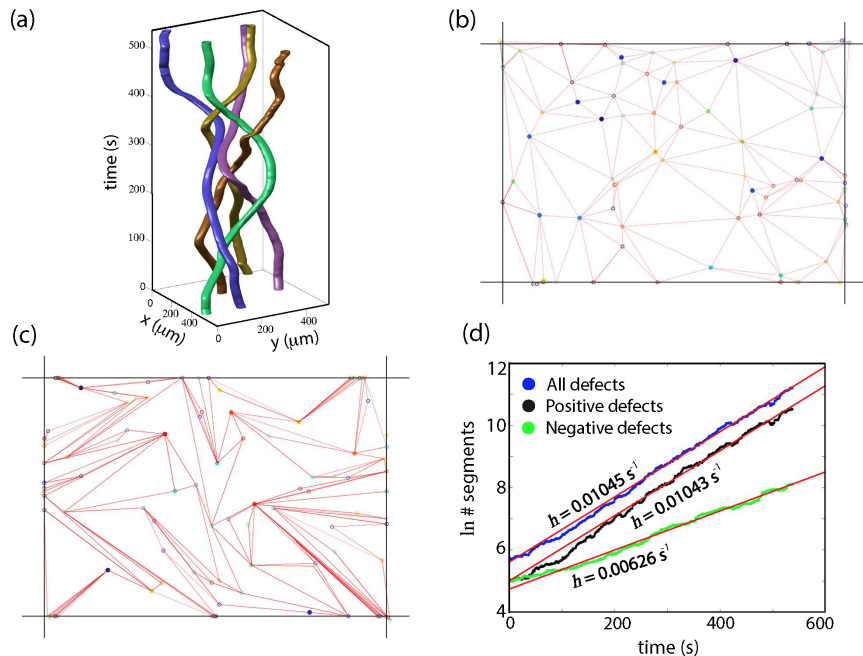 (a)
500
400
300
200
100
0
time (s)
0
200
400
x (μm)
0
200
400
y (μm)
(b)
(c)
(d)
12
10
8
6
4
ln # segments
All defects
Positive defects
Negative defects
h = 0.01045 s⁻¹
h = 0.01043 s⁻¹
h = 0.00626 s⁻¹
0
200
400
600
time (s)